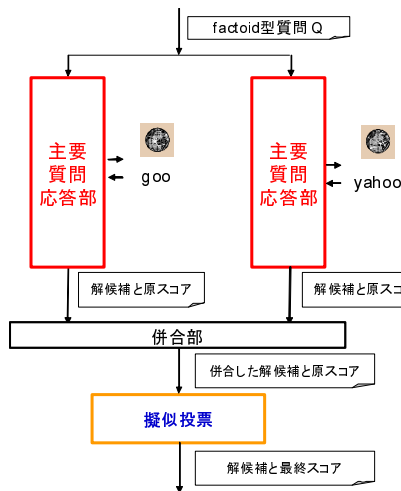 factoid型質問 Q
主要
質問
応答部
goo
主要
質問
応答部
yahoo
解候補と原スコア
解候補と原スコ
併合部
併合した解候補と原スコア
擬似投票
解候補と最終スコア